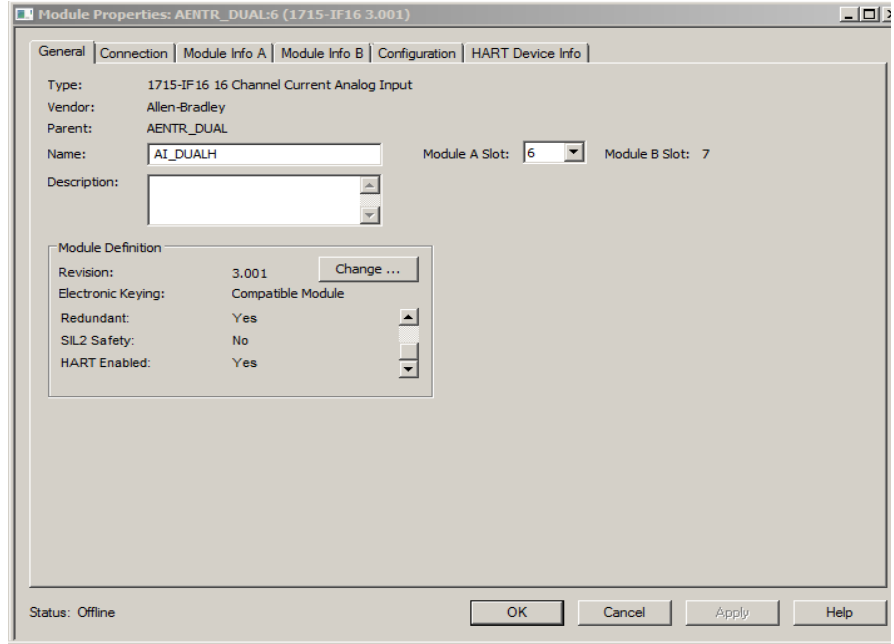 Module Properties: AENTR_DUAL:6 (1715-IF16 3.001)
General Connection Module Info A Module Info B Configuration HART Device Info
Type: 1715-IF16 16 Channel Current Analog Input
Vendor: Allen-Bradley
Parent: AENTR_DUAL
Name: AI_DUALH Module A Slot: 6 Module B Slot: 7
Description:
Module Definition
Revision: 3.001 Change ...
Electronic Keying: Compatible Module
Redundant: Yes
SIL2 Safety: No
HART Enabled: Yes
Status: Offline OK Cancel Apply Help